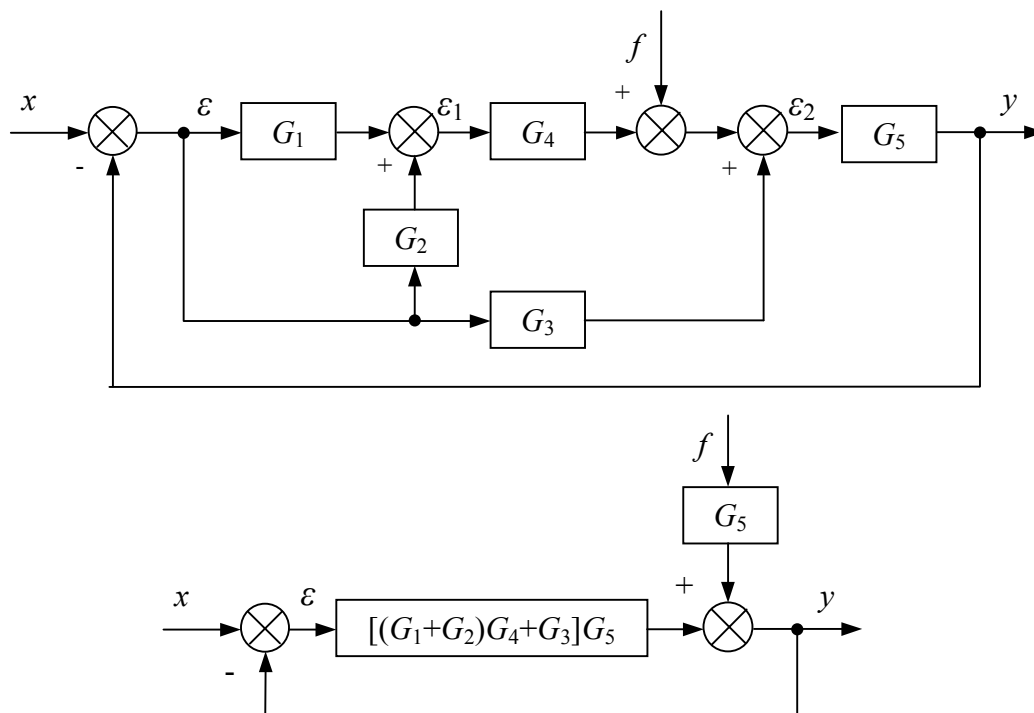 f
x ε G1 ε1 G4 + ε2 G5 y
- + +
G2
G3
f
G5
x ε [(G1+G2)G4+G3]G5 + y
-